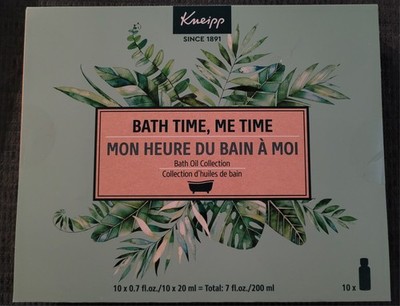 Kneipp
SINCE 1891
BATH TIME, ME TIME
MON HEURE DU BAIN À MOI
Bath Oil Collection
Collection d'huiles de bain
10 x 0.7 fl.oz./10 x 20 ml = Total: 7 fl.oz./200 ml
10 x